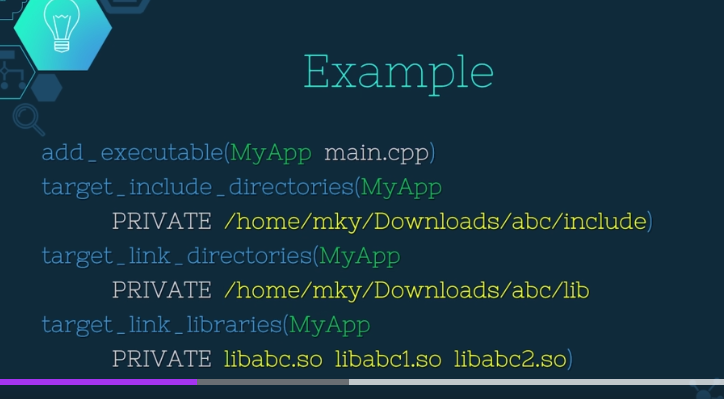 Example
add_executable(MyApp main.cpp)
target_include_directories(MyApp
PRIVATE /home/mky/Downloads/abc/include)
target_link_directories(MyApp
PRIVATE /home/mky/Downloads/abc/lib
target_link_libraries(MyApp
PRIVATE libabc.so libabc1.so libabc2.so)